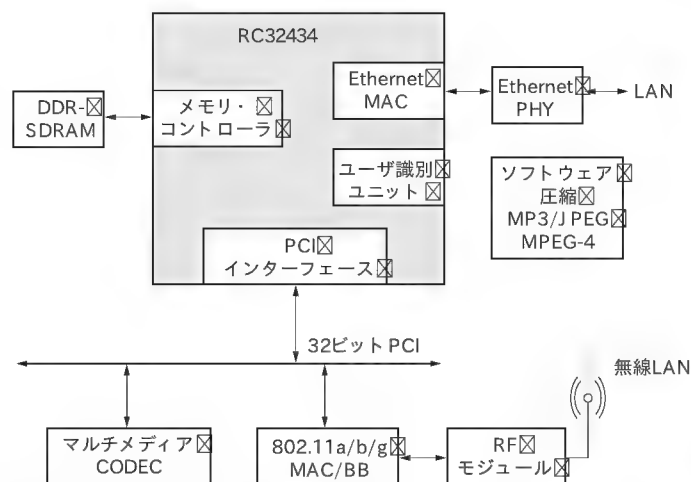 RC32434
DDR-
SDRAM
メモリ・
コントローラ
Ethernet
MAC
Ethernet
PHY
LAN
ユーザ識別
ユニット
ソフトウェア
圧縮
MP3/JPEG
MPEG-4
PCI
インターフェース
32ビットPCI
無線LAN
マルチメディア
CODEC
802.11a/b/g
MAC/BB
RF
モジュール